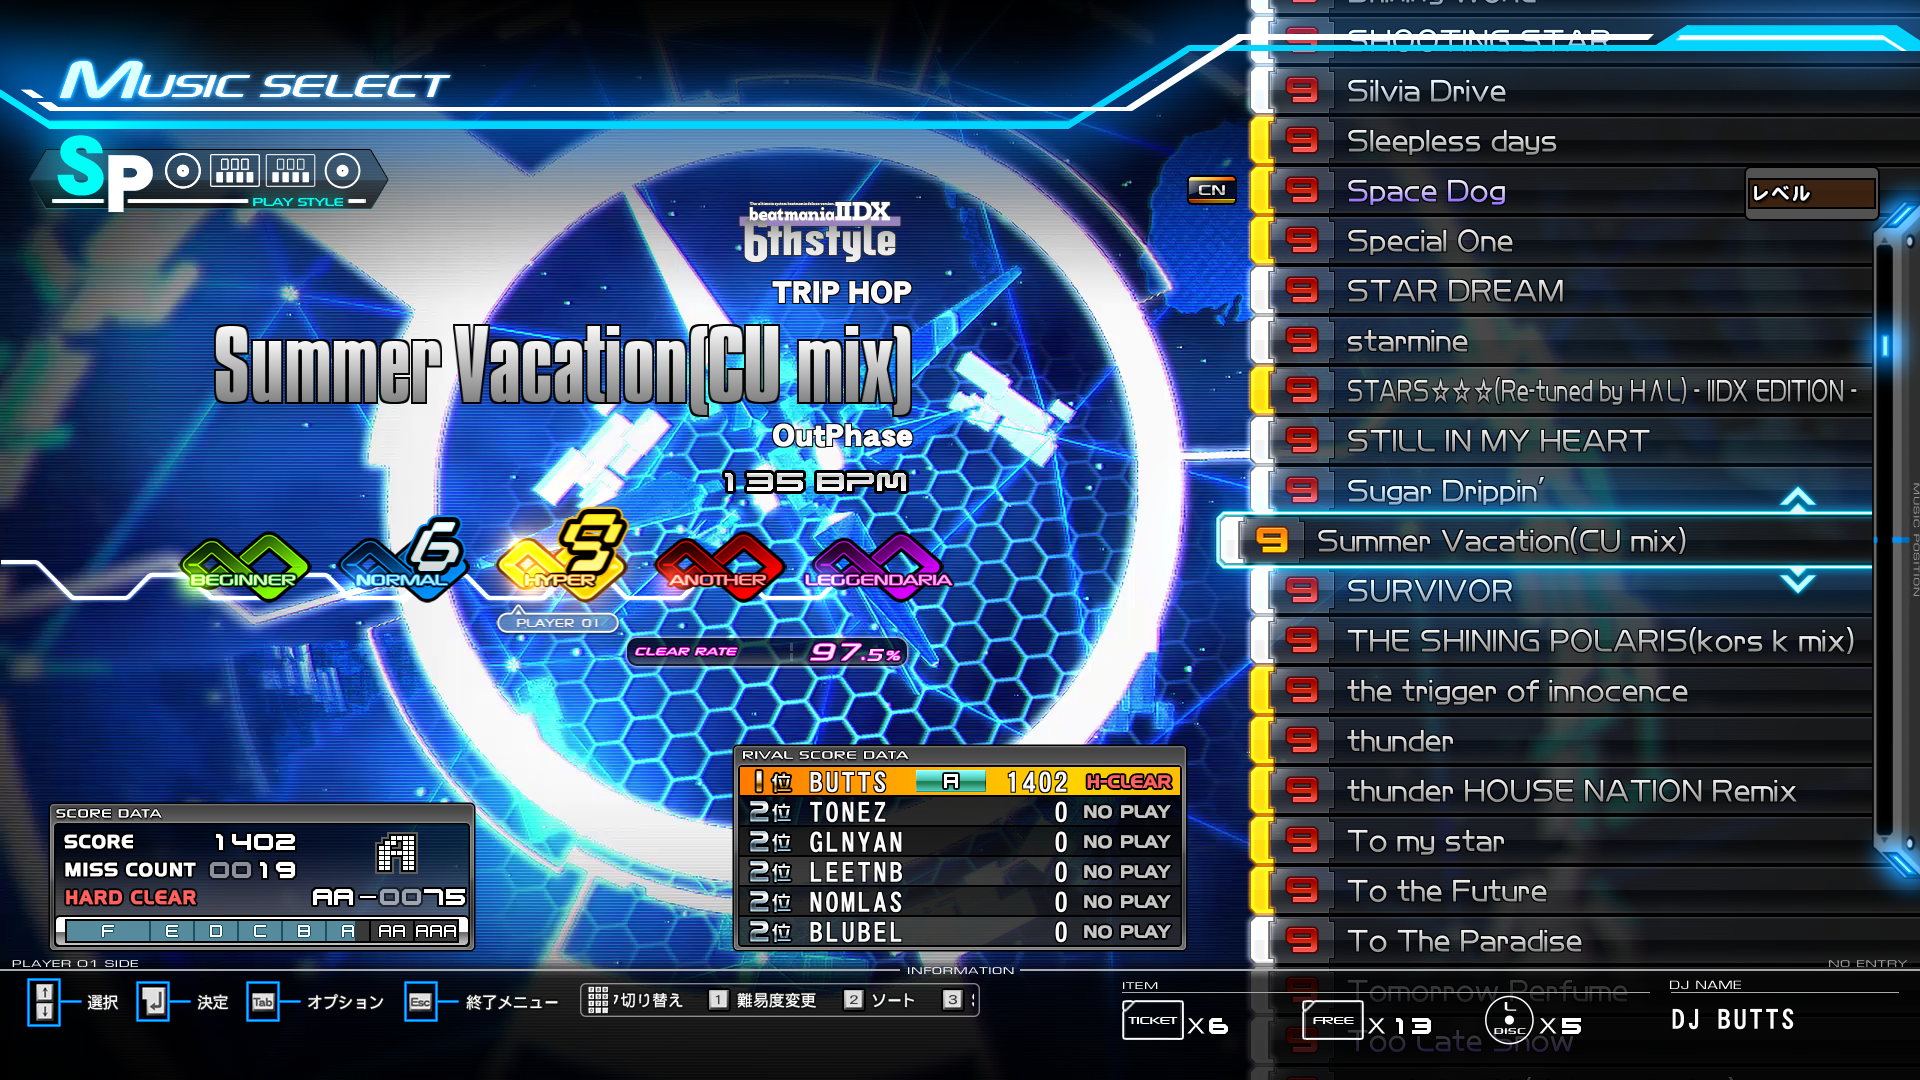 MUSIC SELECT
SP
PLAY STYLE
beatmania IIDX
6thstyle
TRIP HOP
Summer Vacation(CU mix)
OutPhase
135 BPM
BEGINNER
NORMAL 6
HYPER 9
ANOTHER
LEGGENDARIA
PLAYER 01
CLEAR RATE 97.5%
SCORE DATA
SCORE 1402
A
MISS COUNT 0019
HARD CLEAR AA-0075
F E D C B A AA AAA
RIVAL SCORE DATA
1位 BUTTS A 1402 H-CLEAR
2位 TONEZ 0 NO PLAY
2位 GLNYAN 0 NO PLAY
2位 LEETNB 0 NO PLAY
2位 NOMLAS 0 NO PLAY
2位 BLUBEL 0 NO PLAY
9 SHOOTING STAR
9 Silvia Drive
9 Sleepless days
CN 9 Space Dog
レベル
9 Special One
9 STAR DREAM
9 starmine
9 STARS☆☆☆(Re-tuned by HΛL) - IIDX EDITION -
9 STILL IN MY HEART
9 Sugar Drippin'
9 Summer Vacation(CU mix)
9 SURVIVOR
9 THE SHINING POLARIS(kors k mix)
9 the trigger of innocence
9 thunder
9 thunder HOUSE NATION Remix
9 To my star
9 To the Future
9 To The Paradise
9 Tomorrow Perfume
Too Late Snow
MUSIC POSITION
PLAYER 01 SIDE
INFORMATION
NO ENTRY
↑ ↓ 選択
決定
Tab オプション
Esc 終了メニュー
切り替え
1 難易度変更
2 ソート
3
ITEM
TICKET X 6
FREE X 13
L DISC X 5
DJ NAME
DJ BUTTS